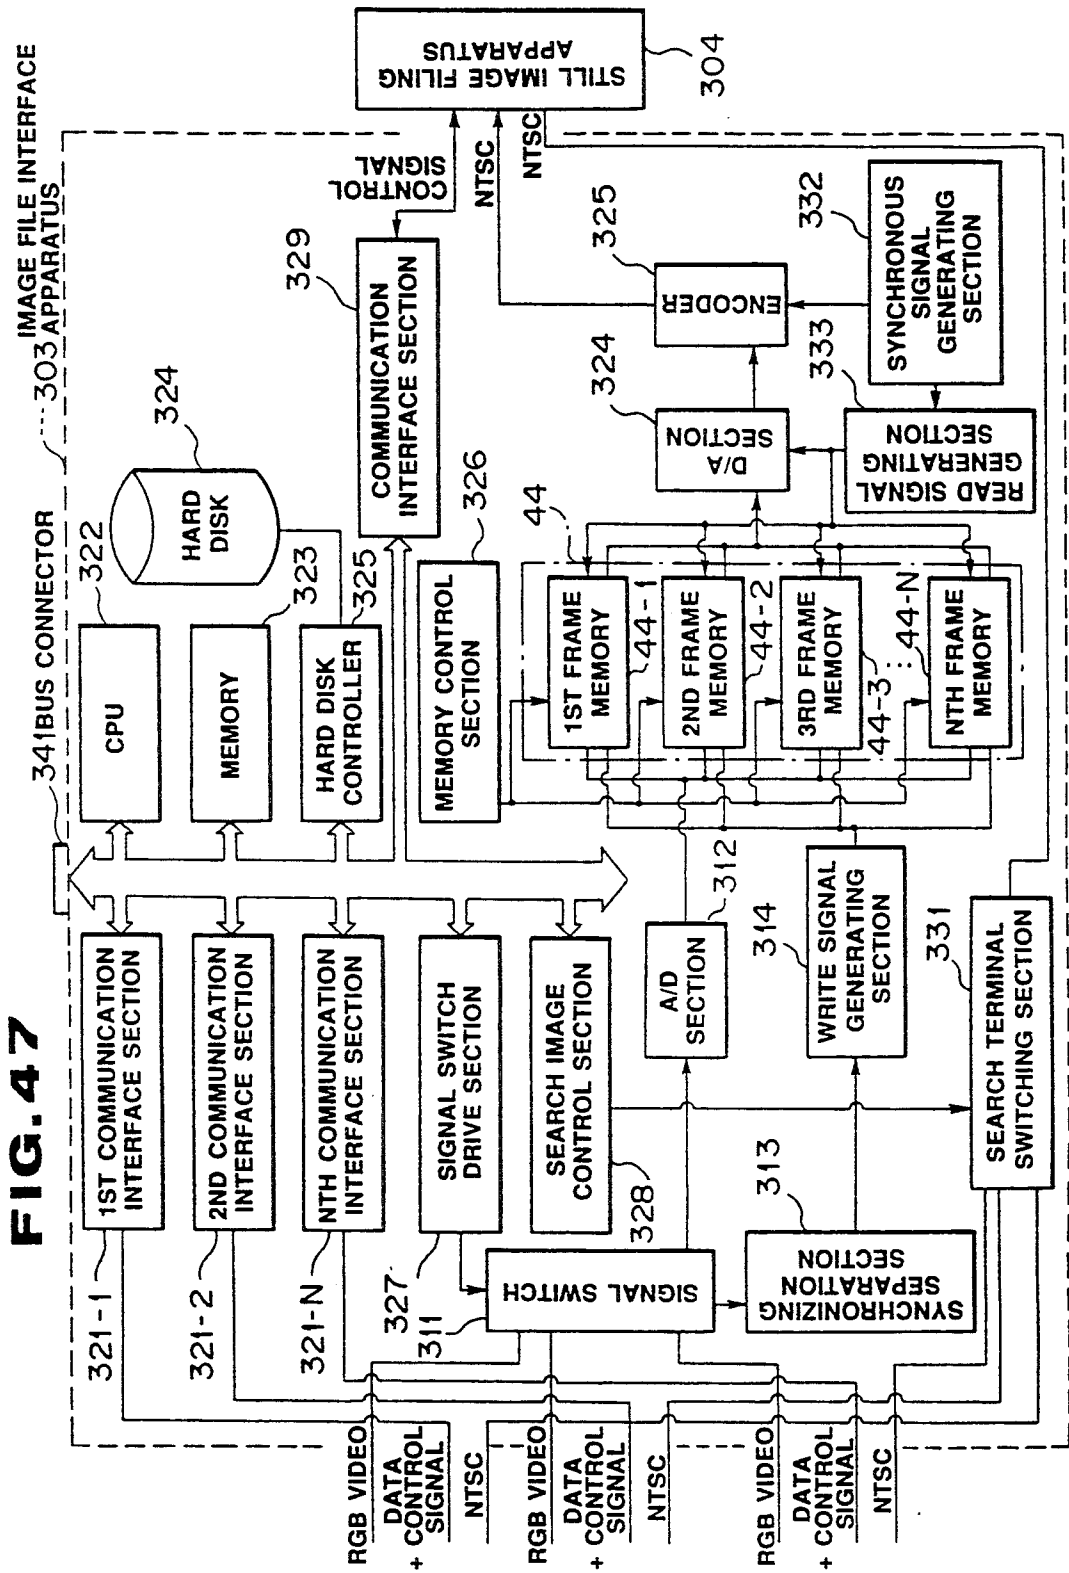 FIG.47
IMAGE FILE INTERFACE
303 APPARATUS
341 BUS CONNECTOR
321-1
1ST COMMUNICATION
INTERFACE SECTION
321-2
2ND COMMUNICATION
INTERFACE SECTION
321-N
NTH COMMUNICATION
INTERFACE SECTION
327
SIGNAL SWITCH
DRIVE SECTION
328
SEARCH IMAGE
CONTROL SECTION
CPU
322
MEMORY
323
HARD DISK
CONTROLLER
325
HARD
DISK
324
COMMUNICATION
INTERFACE SECTION
329
CONTROL
SIGNAL
NTSC
NTSC
STILL IMAGE FILING
APPARATUS
304
MEMORY CONTROL
SECTION
326
311
SIGNAL SWITCH
A/D
SECTION
312
SYNCHRONIZING
SEPARATION
SECTION
313
WRITE SIGNAL
GENERATING
SECTION
314
44
1ST FRAME
MEMORY
44-1
2ND FRAME
MEMORY
44-2
3RD FRAME
MEMORY
44-3
NTH FRAME
MEMORY
44-N
D/A
SECTION
324
ENCODER
325
READ SIGNAL
GENERATING
SECTION
333
SYNCHRONOUS
SIGNAL
GENERATING
SECTION
332
SEARCH TERMINAL
SWITCHING SECTION
331
RGB VIDEO
DATA
+ CONTROL
SIGNAL
NTSC
RGB VIDEO
DATA
+ CONTROL
SIGNAL
NTSC
RGB VIDEO
DATA
+ CONTROL
SIGNAL
NTSC